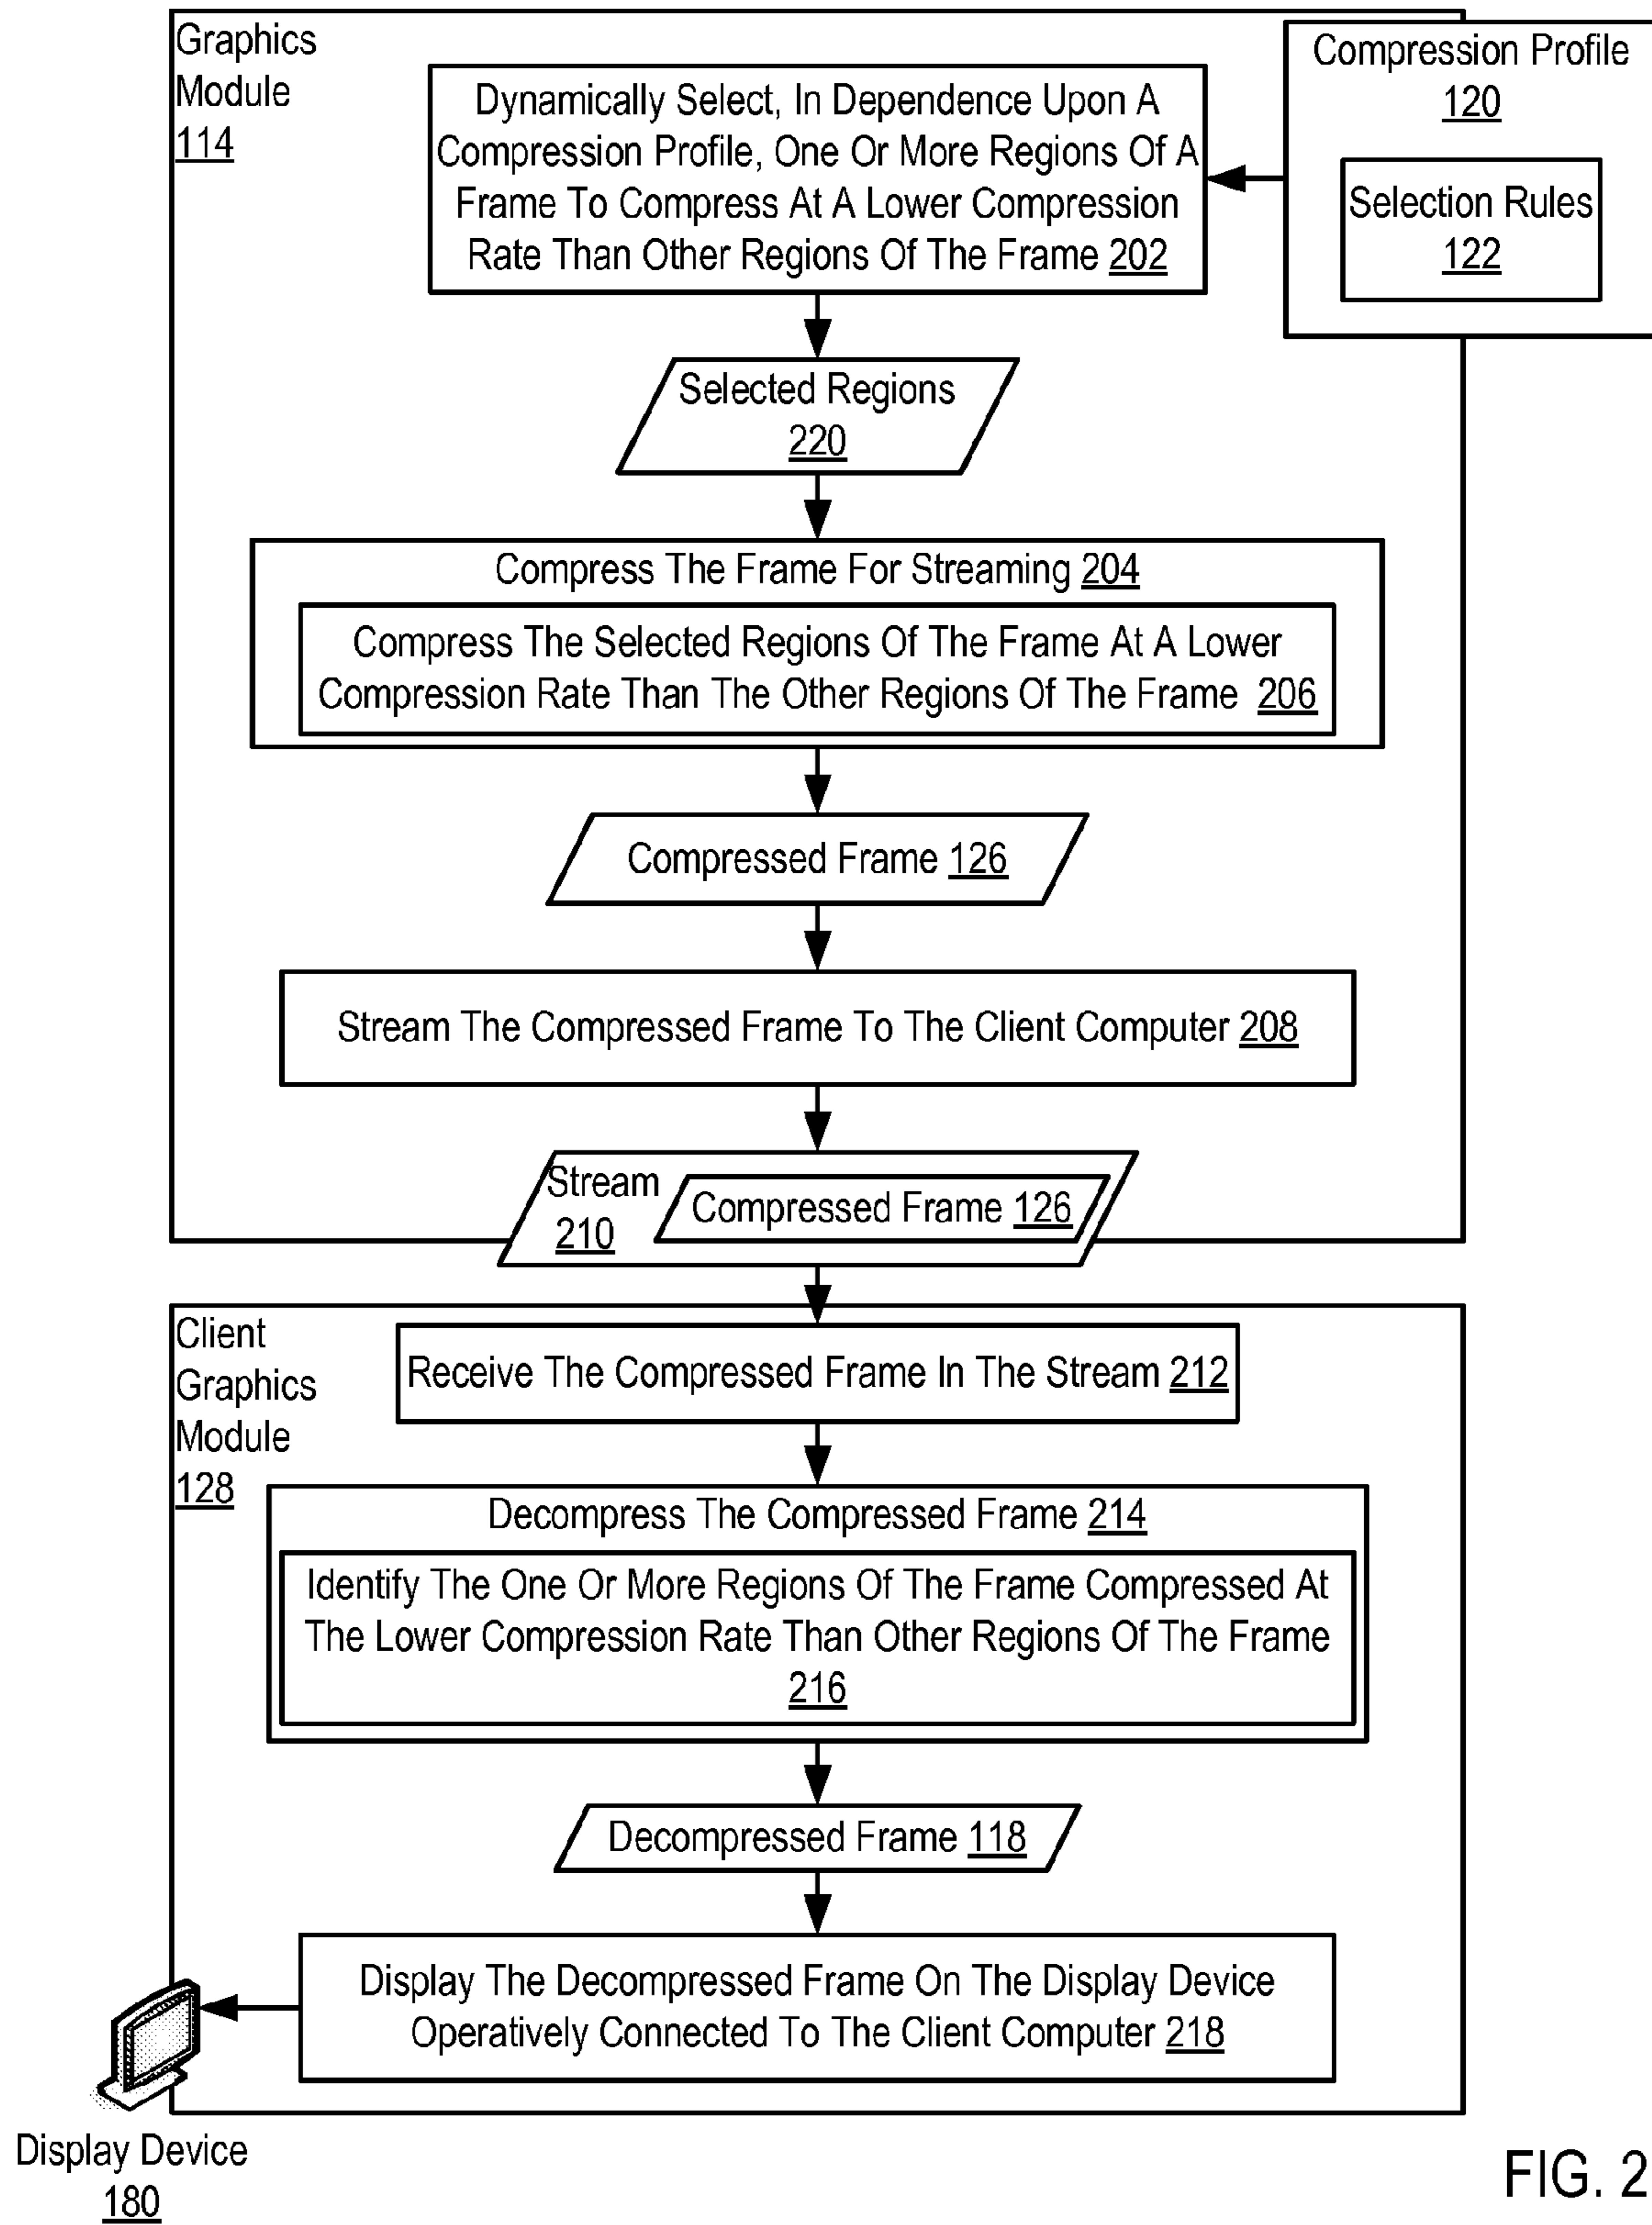 Graphics
Module
114
Compression Profile
120
Selection Rules
122
Dynamically Select, In Dependence Upon A
Compression Profile, One Or More Regions Of A
Frame To Compress At A Lower Compression
Rate Than Other Regions Of The Frame 202
Selected Regions
220
Compress The Frame For Streaming 204
Compress The Selected Regions Of The Frame At A Lower
Compression Rate Than The Other Regions Of The Frame 206
Compressed Frame 126
Stream The Compressed Frame To The Client Computer 208
Stream
210
Compressed Frame 126
Client
Graphics
Module
128
Receive The Compressed Frame In The Stream 212
Decompress The Compressed Frame 214
Identify The One Or More Regions Of The Frame Compressed At
The Lower Compression Rate Than Other Regions Of The Frame
216
Decompressed Frame 118
Display The Decompressed Frame On The Display Device
Operatively Connected To The Client Computer 218
Display Device
180
FIG. 2